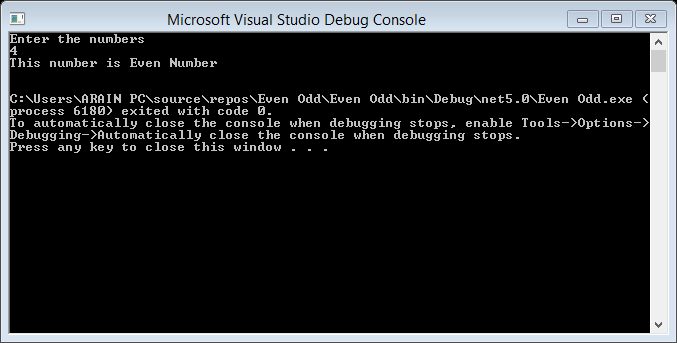 Microsoft Visual Studio Debug Console
Enter the numbers
4
This number is Even Number
C:\Users\ARAIN PC\source\repos\Even Odd\Even Odd\bin\Debug\net5.0\Even Odd.exe (
process 6180) exited with code 0.
To automatically close the console when debugging stops, enable Tools->Options->
Debugging->Automatically close the console when debugging stops.
Press any key to close this window . . .